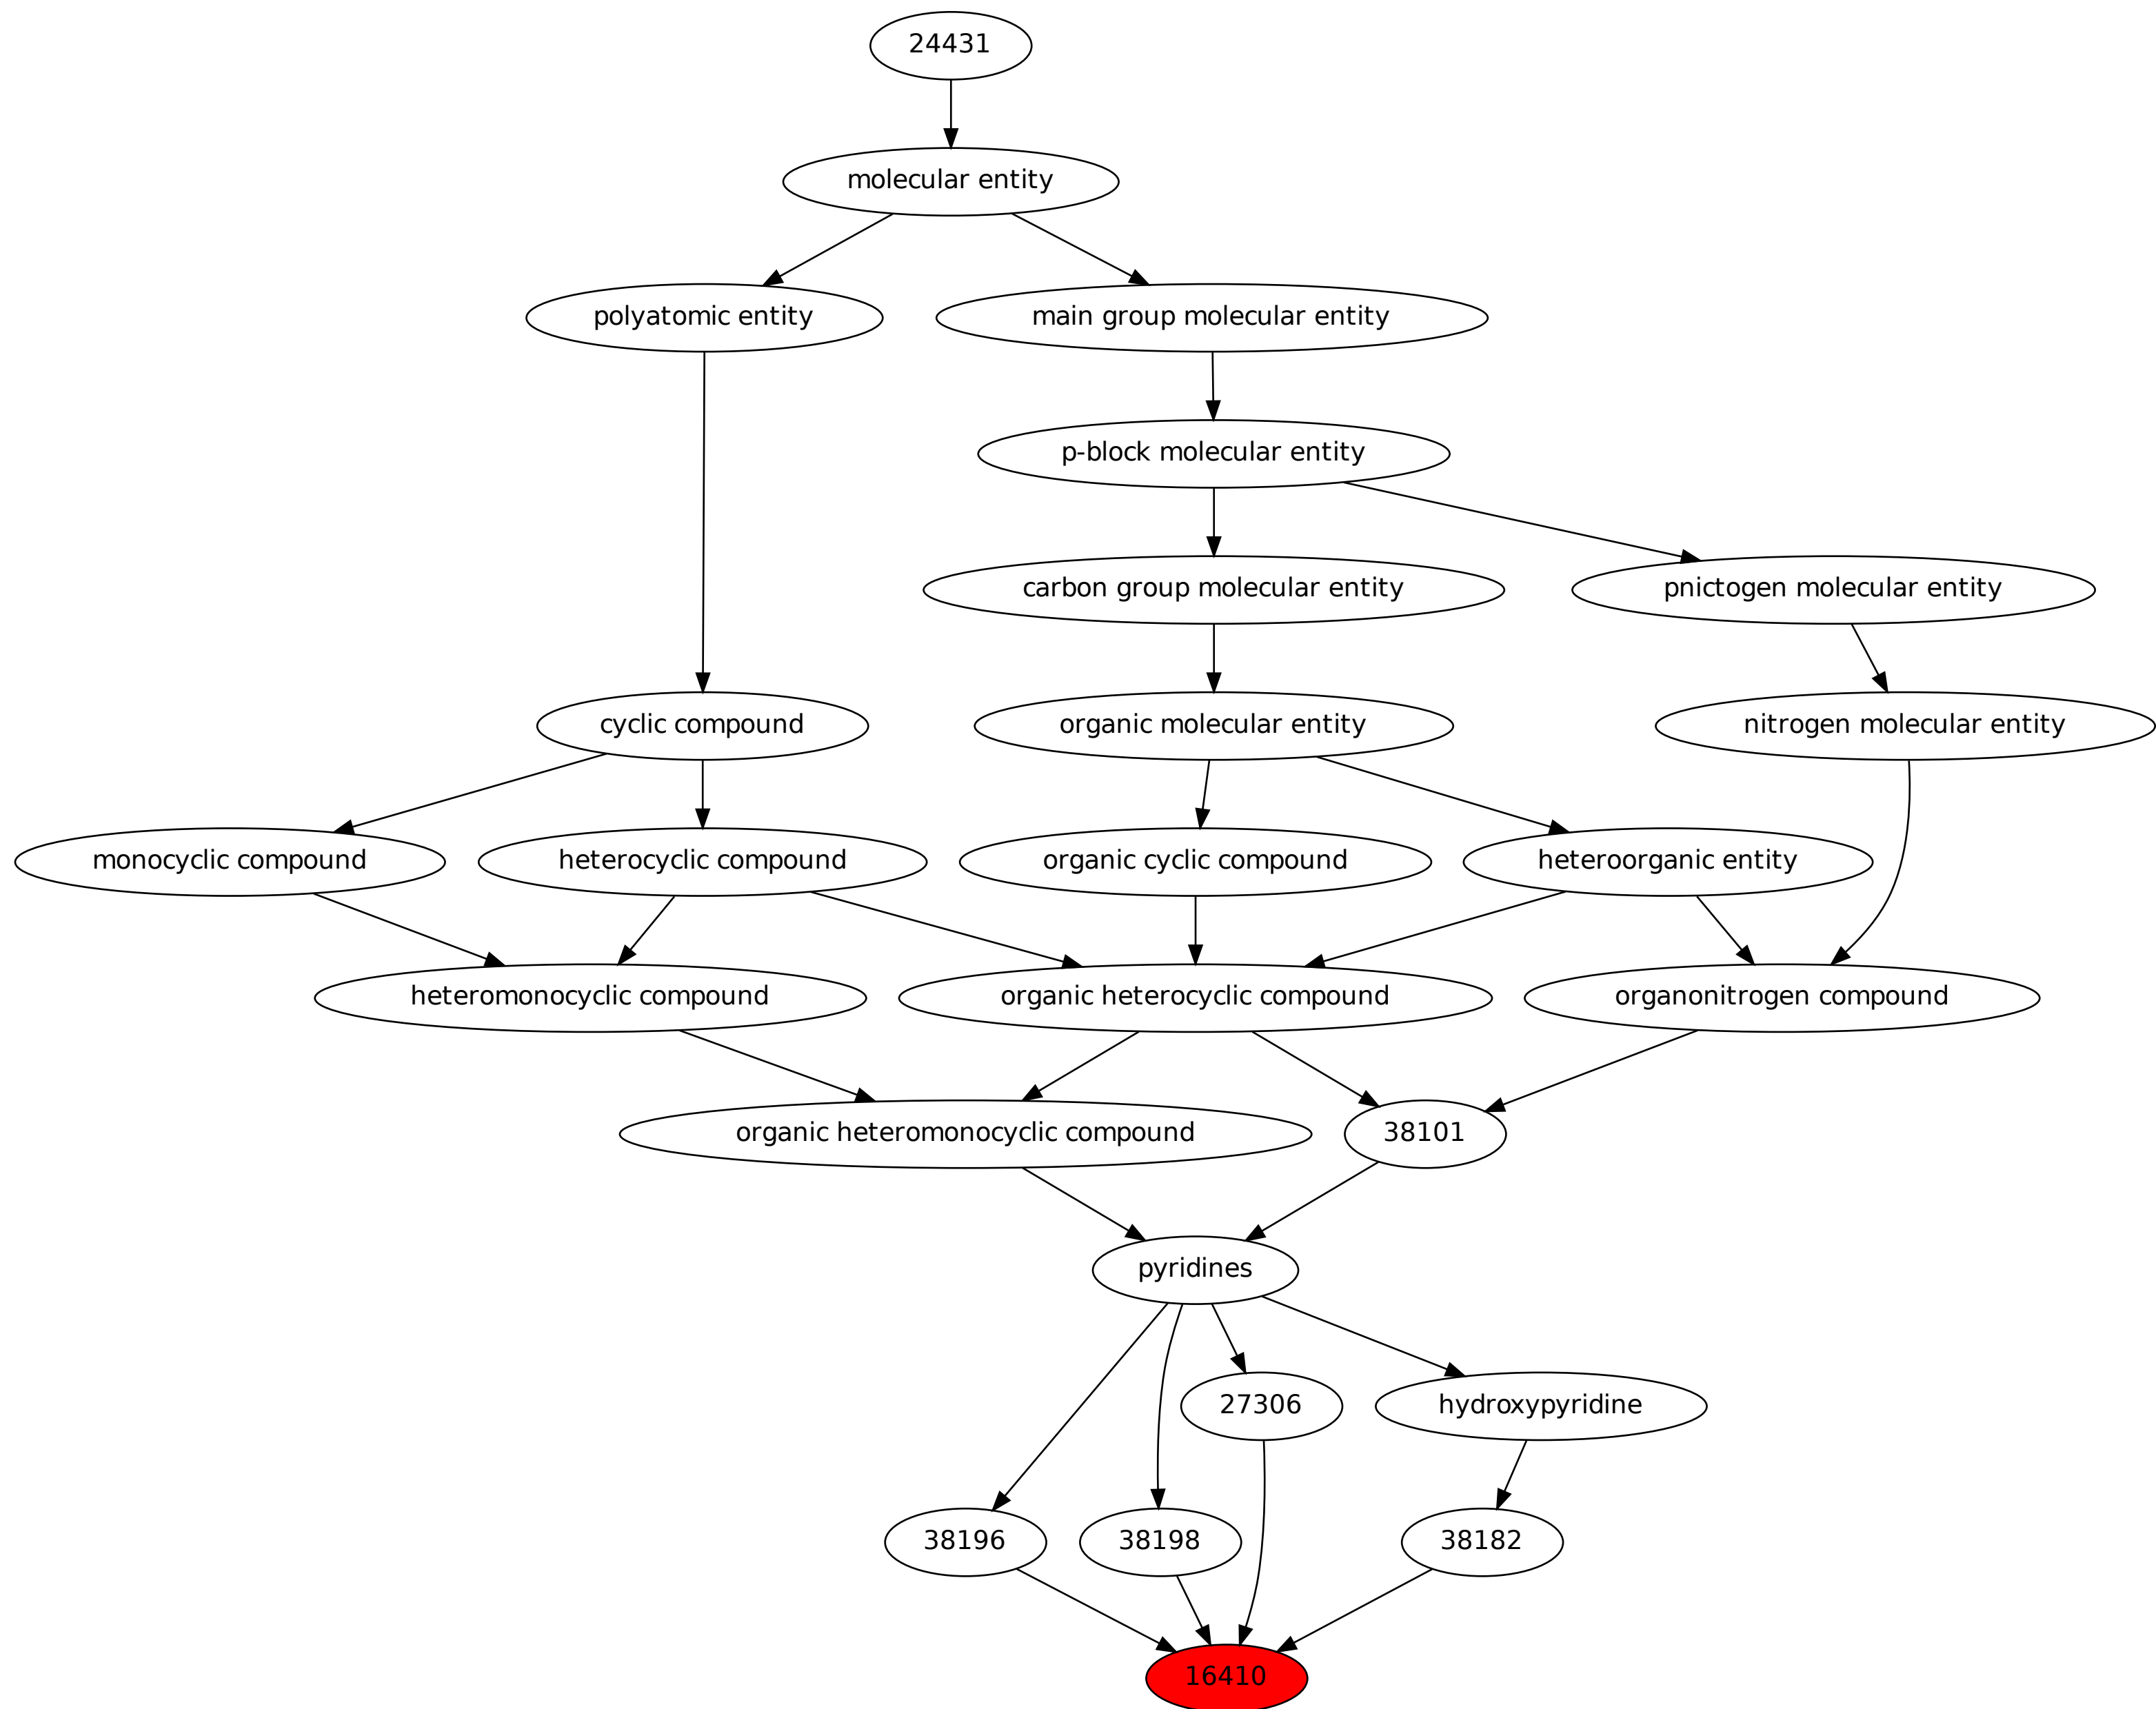 24431
molecular entity
polyatomic entity
main group molecular entity
p-block molecular entity
carbon group molecular entity
pnictogen molecular entity
cyclic compound
organic molecular entity
nitrogen molecular entity
monocyclic compound
heterocyclic compound
organic cyclic compound
heteroorganic entity
heteromonocyclic compound
organic heterocyclic compound
organonitrogen compound
organic heteromonocyclic compound
38101
pyridines
27306
hydroxypyridine
38196
38198
38182
16410